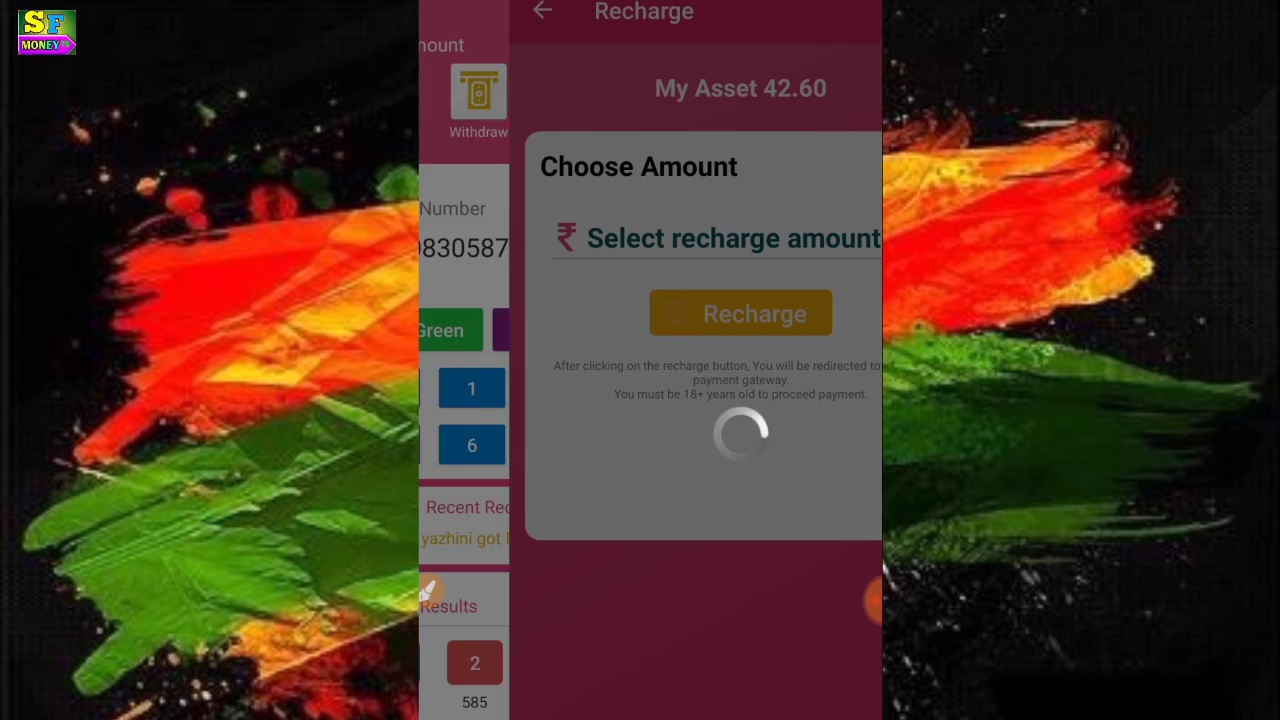 SF
MONEY
Recharge
mount
My Asset 42.60
Withdraw
Choose Amount
Number
₹ Select recharge amount
0830587
Recharge
Green
After clicking on the recharge button, You will be redirected to
payment gateway.
You must be 18+ years old to proceed payment.
1
6
Recent Rec
yazhini got
Results
2
585